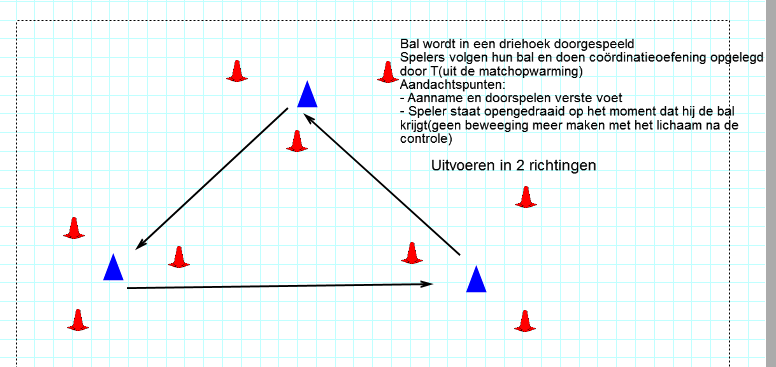 Bal wordt in een driehoek doorgespeeld
Spelers volgen hun bal en doen coördinatieoefening opgelegd
door T(uit de matchopwarming)
Aandachtspunten:
- Aanname en doorspelen verste voet
- Speler staat opengedraaid op het moment dat hij de bal
krijgt(geen beweeging meer maken met het lichaam na de
controle)
Uitvoeren in 2 richtingen